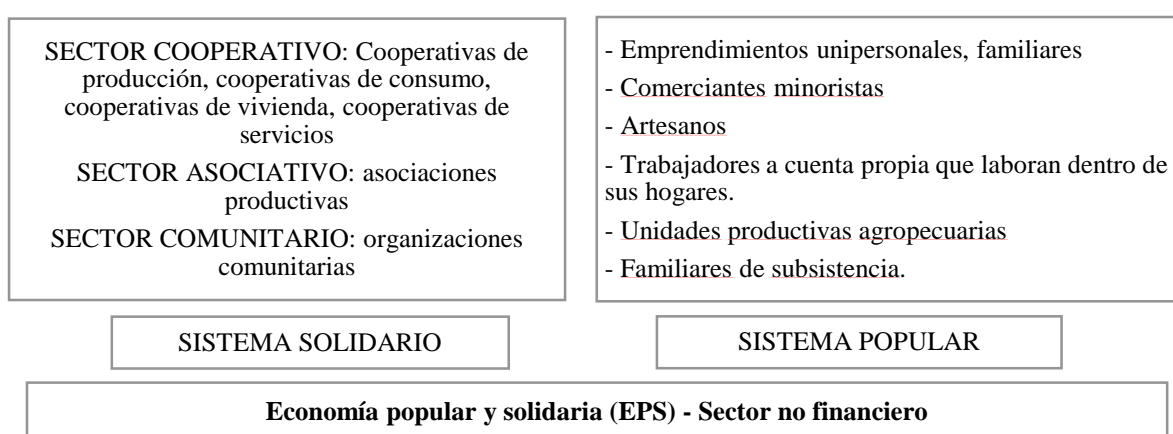 SECTOR COOPERATIVO: Cooperativas de
producción, cooperativas de consumo,
cooperativas de vivienda, cooperativas de
servicios
SECTOR ASOCIATIVO: asociaciones
productivas
SECTOR COMUNITARIO: organizaciones
comunitarias
- Emprendimientos unipersonales, familiares
- Comerciantes minoristas
- Artesanos
- Trabajadores a cuenta propia que laboran dentro de
sus hogares.
- Unidades productivas agropecuarias
- Familiares de subsistencia.
SISTEMA SOLIDARIO
SISTEMA POPULAR
Economía popular y solidaria (EPS) - Sector no financiero